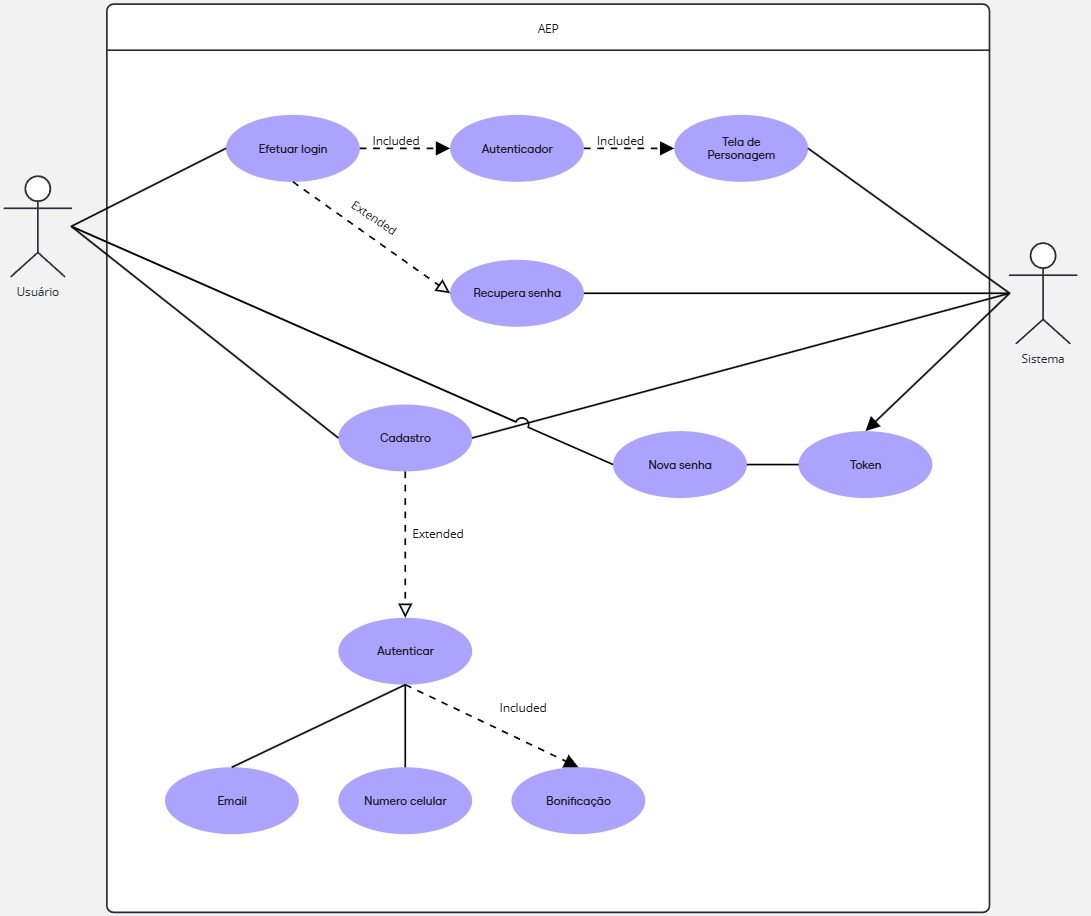 AEP
Efetuar login
Included
Autenticador
Included
Tela de
Personagem
Extended
Usuário
Recupera senha
Sistema
Cadastro
Nova senha
Token
Extended
Autenticar
Included
Email
Numero celular
Bonificação